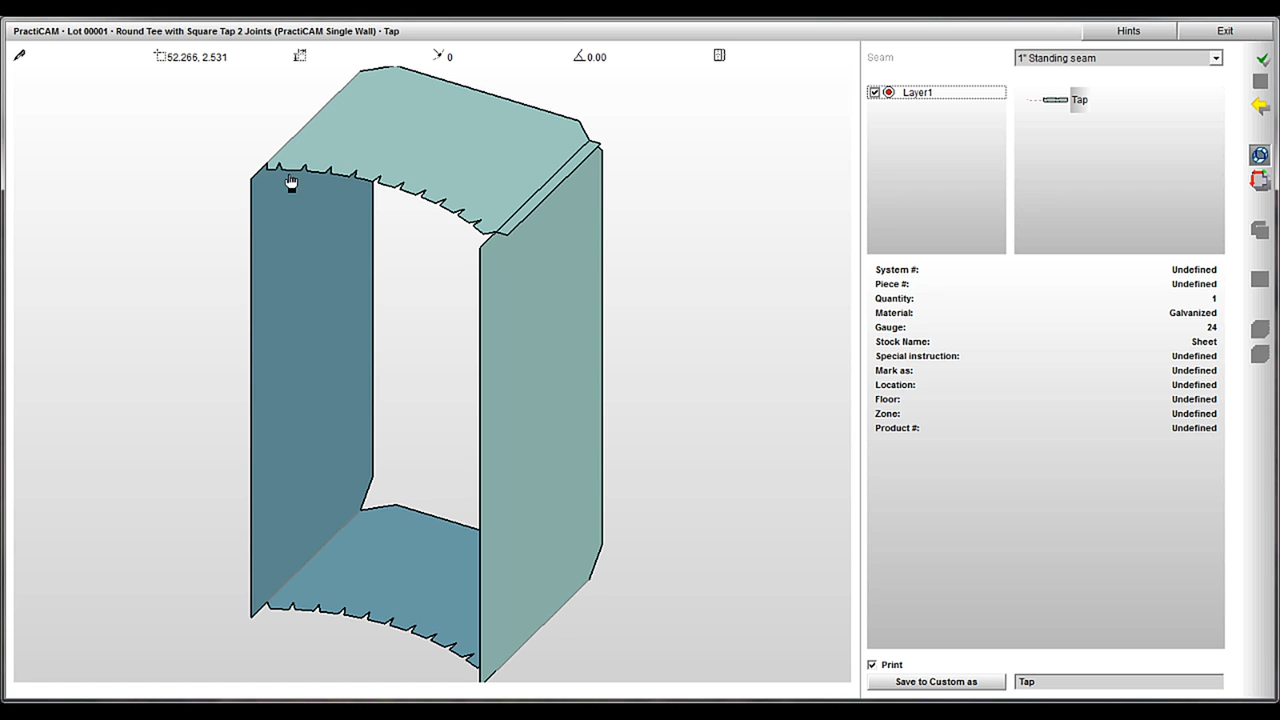 PractiCAM - Lot 00001 - Round Tee with Square Tap 2 Joints (PractiCAM Single Wall) - Tap
Hints
Exit
52.266, 2.531
0
0.00
Seam
1" Standing seam
Layer1
Tap
System #: Undefined
Piece #: Undefined
Quantity: 1
Material: Galvanized
Gauge: 24
Stock Name: Sheet
Special instruction: Undefined
Mark as: Undefined
Location: Undefined
Floor: Undefined
Zone: Undefined
Product #: Undefined
Print
Save to Custom as
Tap